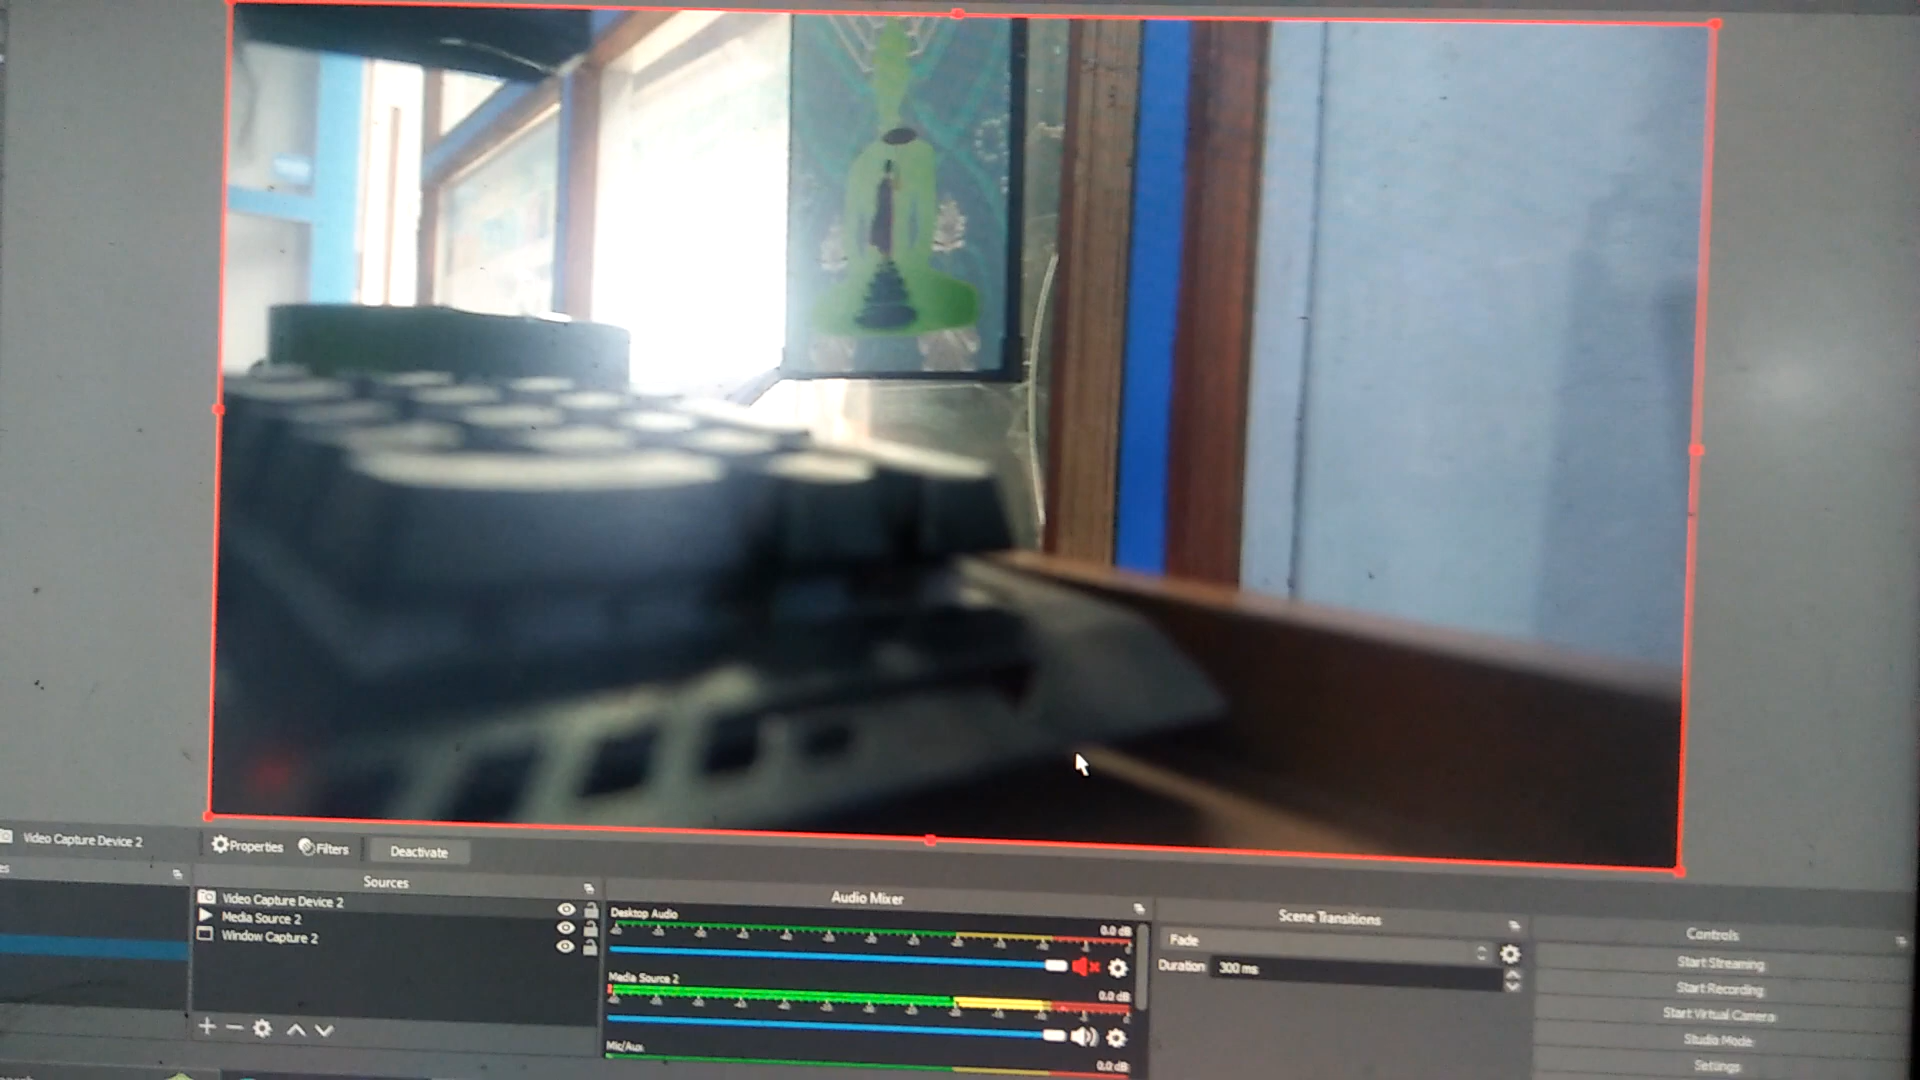 Video Capture Device 2
Properties
Filters
Deactivate
Sources
Video Capture Device 2
Media Source 2
Window Capture 2
Audio Mixer
Desktop Audio
0.0 dB
Media Source 2
0.0 dB
Mic/Aux
0.0 dB
Scene Transitions
Fade
Duration
300 ms
Controls
Start Streaming
Start Recording
Start Virtual Camera
Studio Mode
Settings